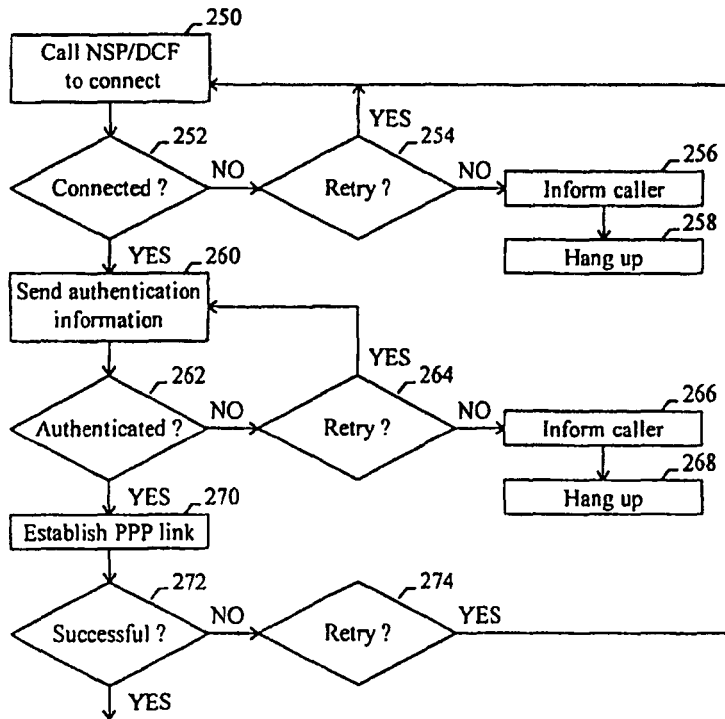 250
Call NSP/DCF
to connect
252
Connected ?
NO
YES
254
Retry ?
NO
256
Inform caller
258
Hang up
YES
260
Send authentication
information
262
Authenticated ?
NO
YES
264
Retry ?
NO
266
Inform caller
268
Hang up
YES
270
Establish PPP link
272
Successful ?
NO
274
Retry ?
YES
YES